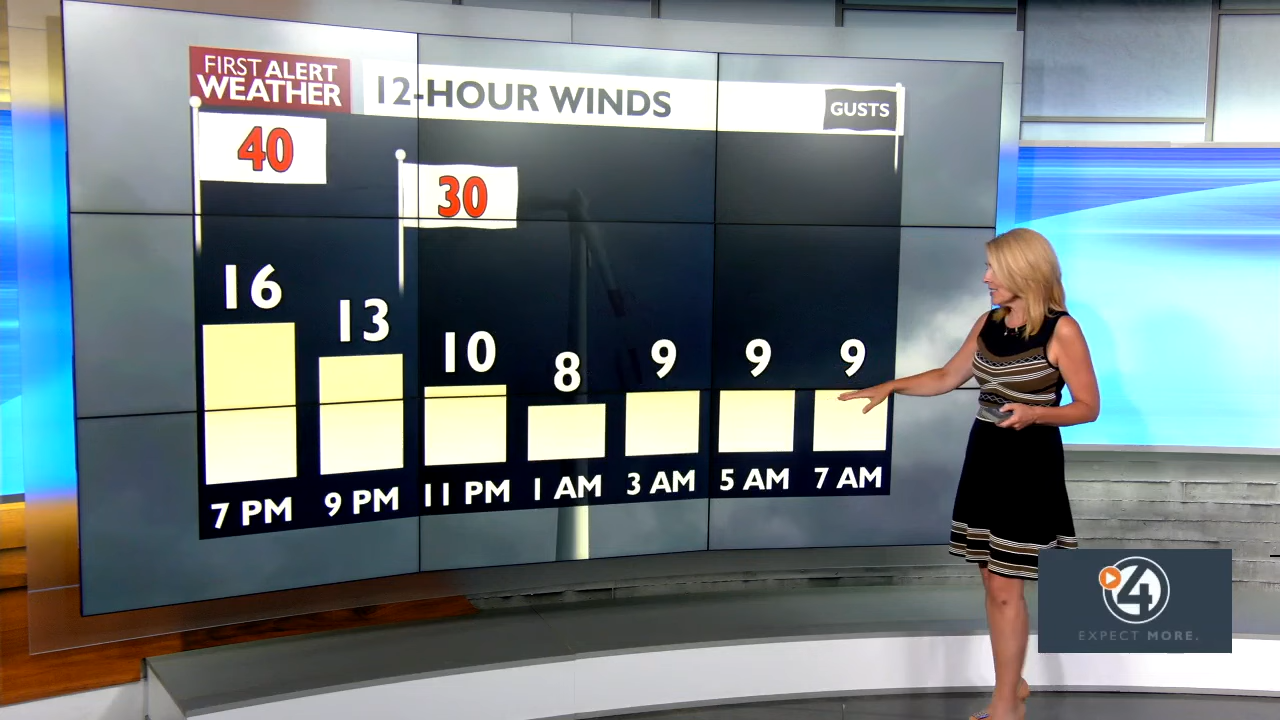 FIRST ALERT
WEATHER
12-HOUR WINDS
GUSTS
40
30
16
13
10
8
9
9
9
7 PM
9 PM
11 PM
1 AM
3 AM
5 AM
7 AM
4
EXPECT MORE.